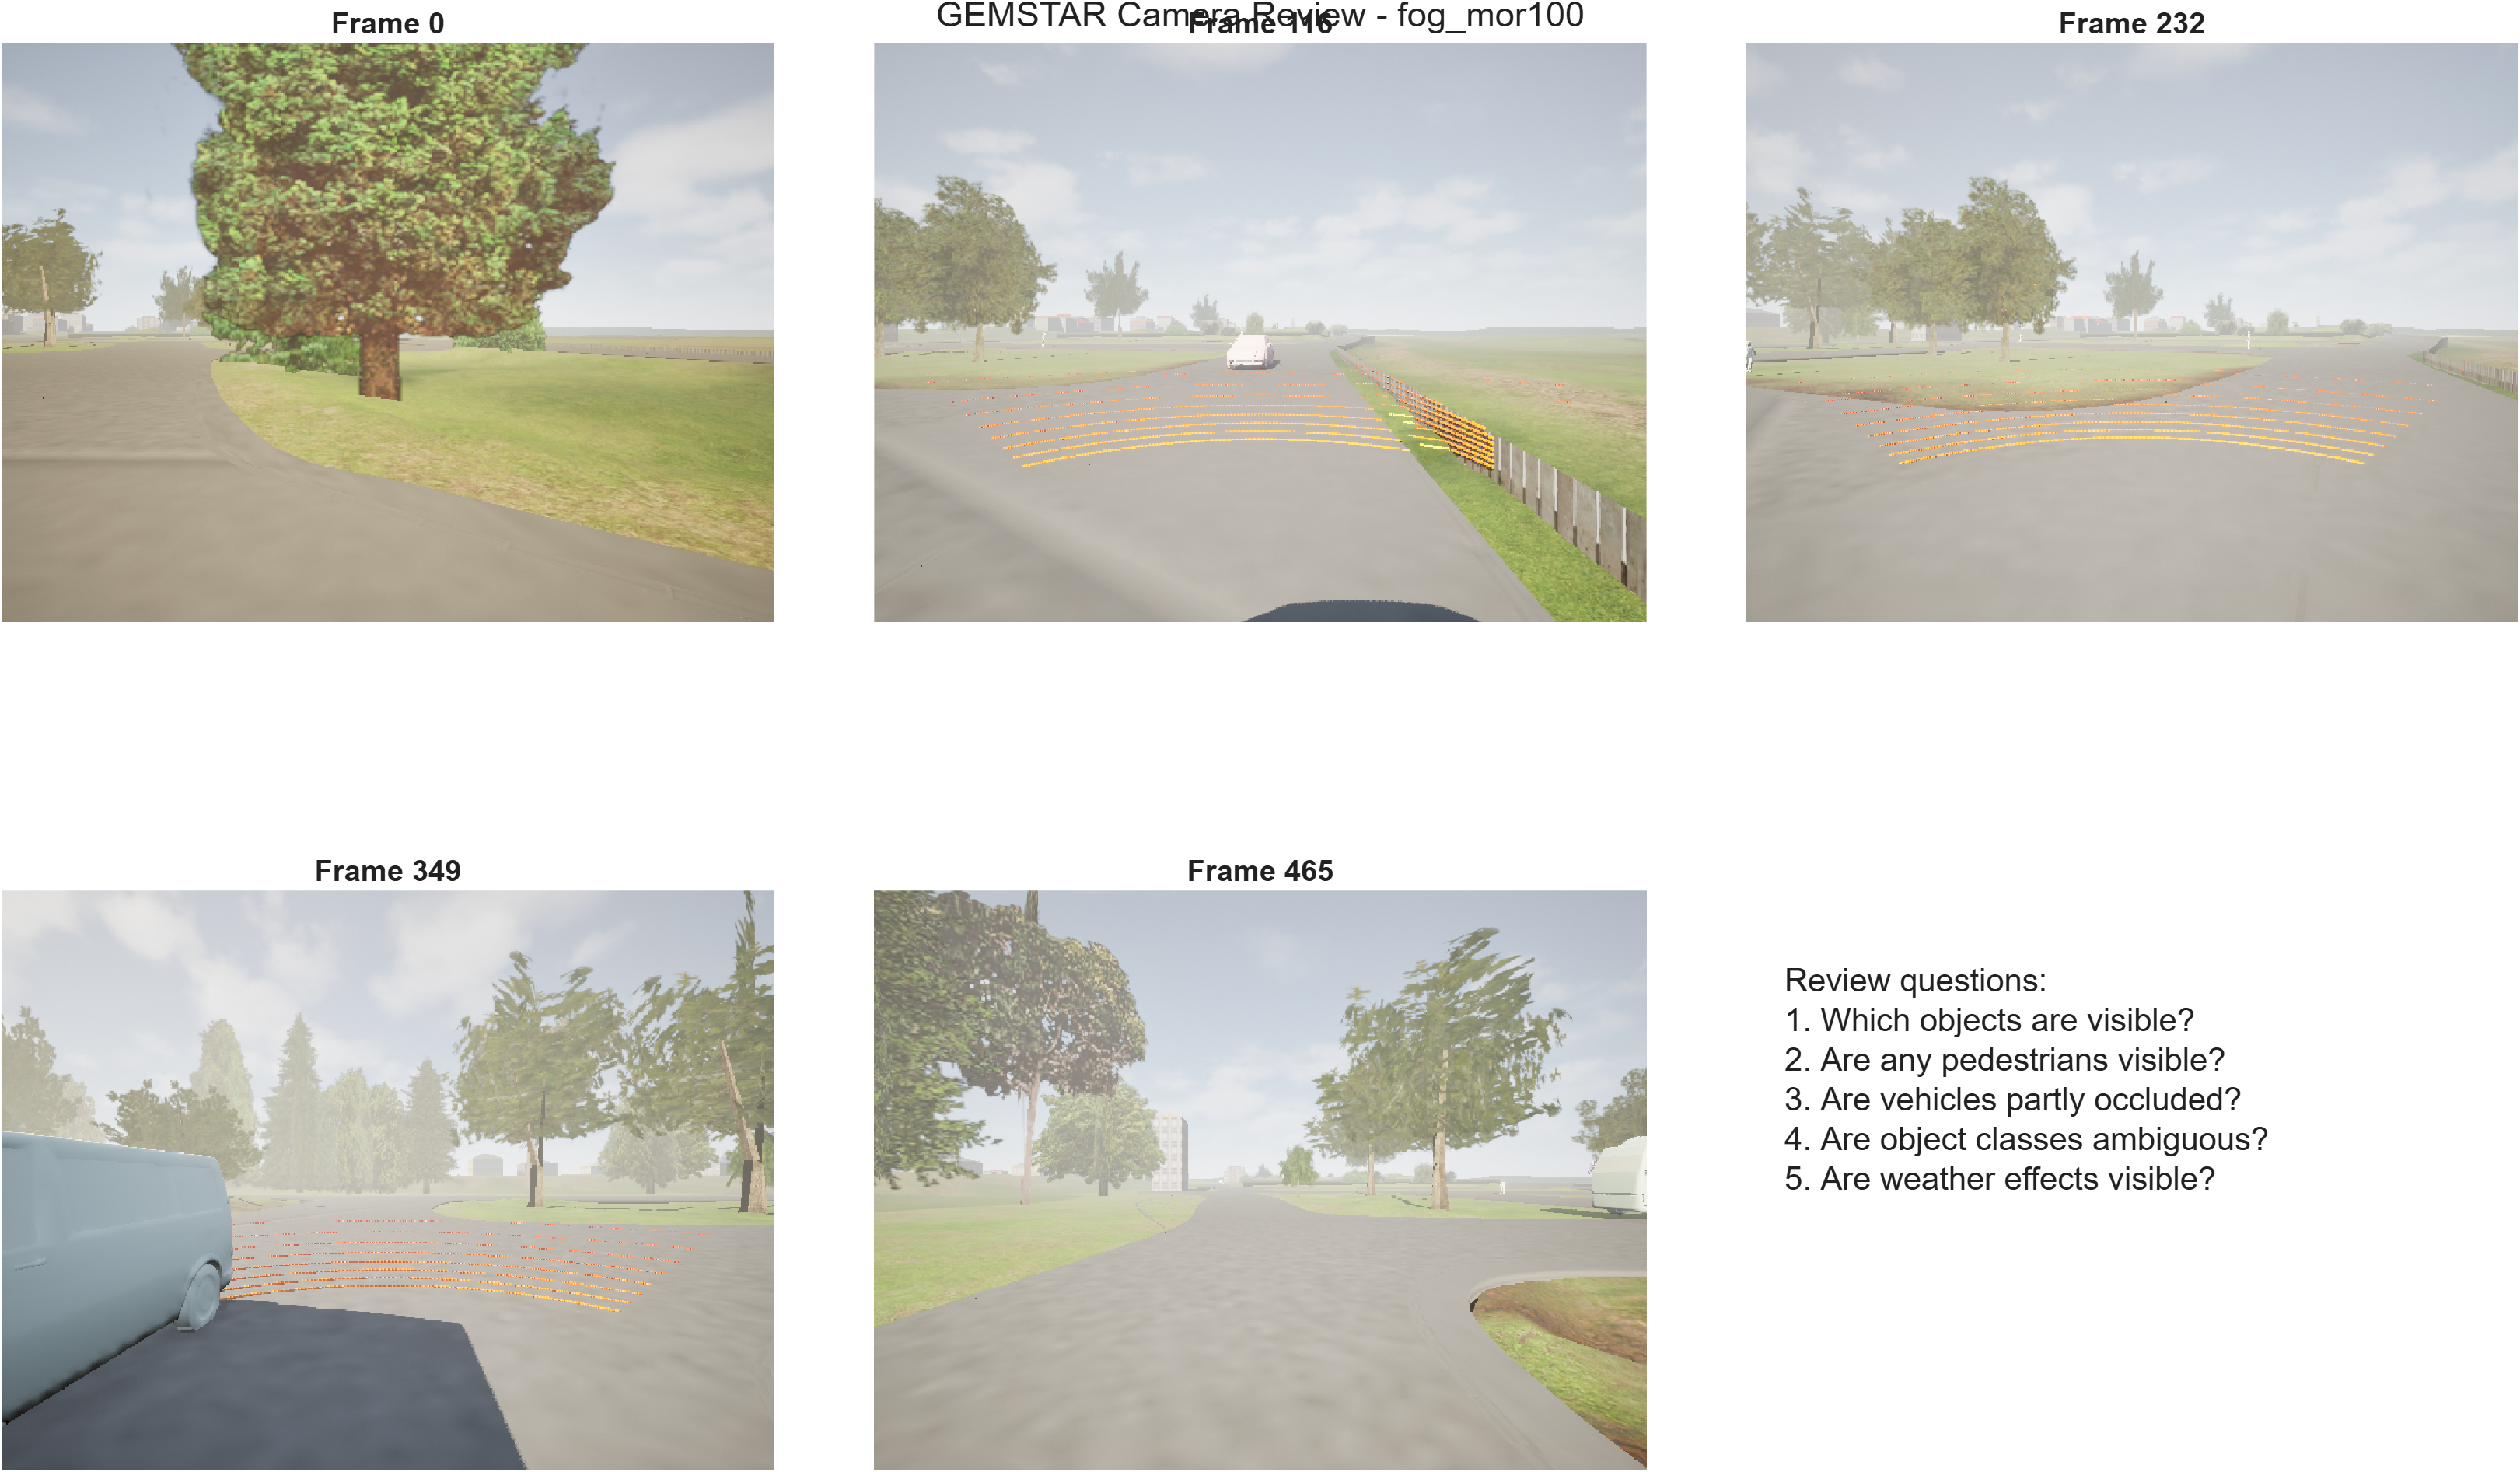 GEMSTAR Camera Review - fog_mor100
Frame 0
Frame 116
Frame 232
Frame 349
Frame 465
Review questions:
1. Which objects are visible?
2. Are any pedestrians visible?
3. Are vehicles partly occluded?
4. Are object classes ambiguous?
5. Are weather effects visible?